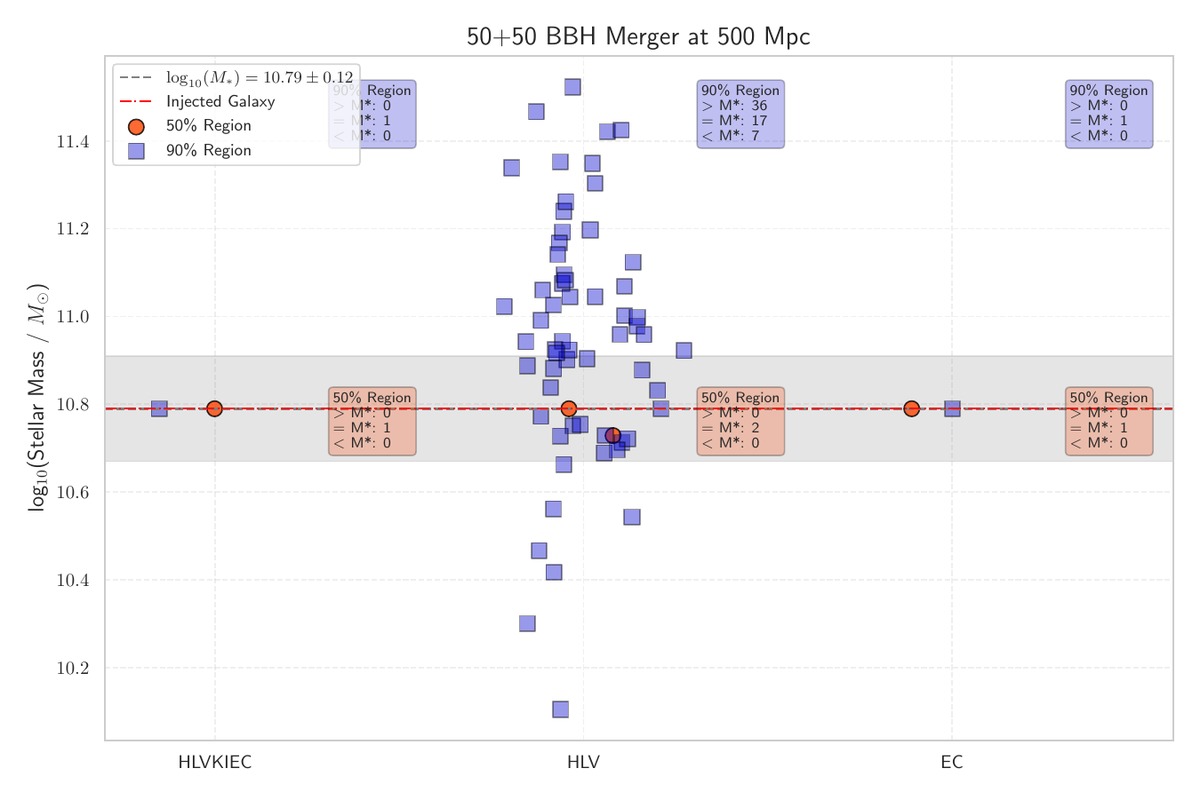 50+50 BBH Merger at 500 Mpc
log₁₀(M*) = 10.79 ± 0.12
Injected Galaxy
50% Region
90% Region
90% Region
> M*: 0
= M*: 1
< M*: 0
90% Region
> M*: 36
= M*: 17
< M*: 7
90% Region
> M*: 0
= M*: 1
< M*: 0
50% Region
> M*: 0
= M*: 1
< M*: 0
50% Region
> M*: 0
= M*: 2
< M*: 0
50% Region
> M*: 0
= M*: 1
< M*: 0
log₁₀(Stellar Mass / M⊙)
11.4
11.2
11.0
10.8
10.6
10.4
10.2
HLVKIEC
HLV
EC